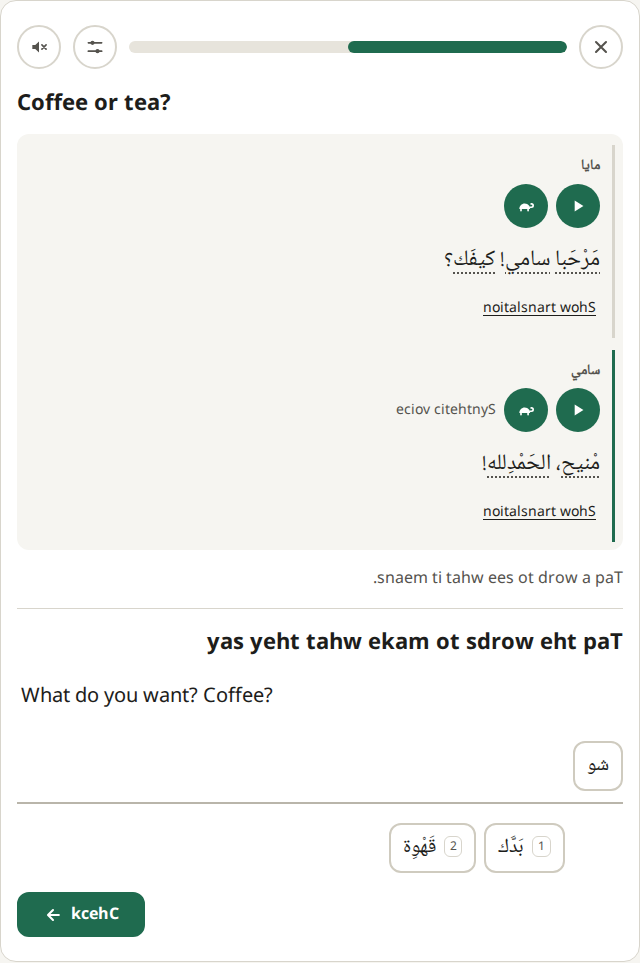 Coffee or tea?
مايا
مَرْحَبا سامي! كيفَك؟
noitalsnart wohS
سامي
eciov citehtnyS
مْنيح، الحَمْدِلله!
noitalsnart wohS
.snaem ti tahw ees ot drow a paT
yas yeht tahw ekam ot sdrow eht paT
What do you want? Coffee?
شو
1 بَدَّك
2 قَهْوِة
kcehC